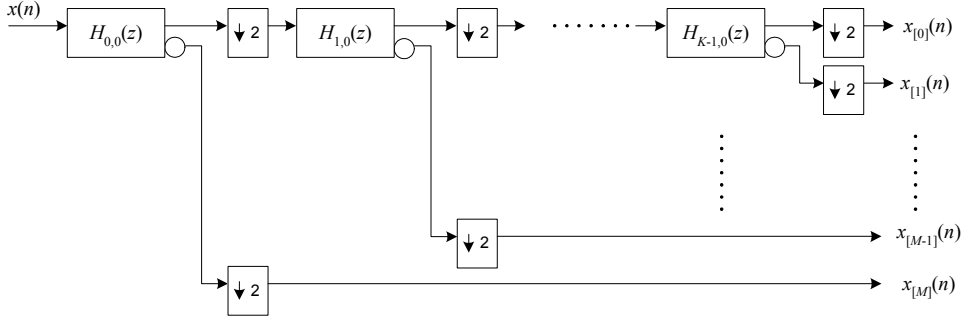 x(n)
H0,0(z)
↓ 2
H1,0(z)
↓ 2
HK-1,0(z)
↓ 2
x[0](n)
↓ 2
x[1](n)
↓ 2
x[M-1](n)
↓ 2
x[M](n)